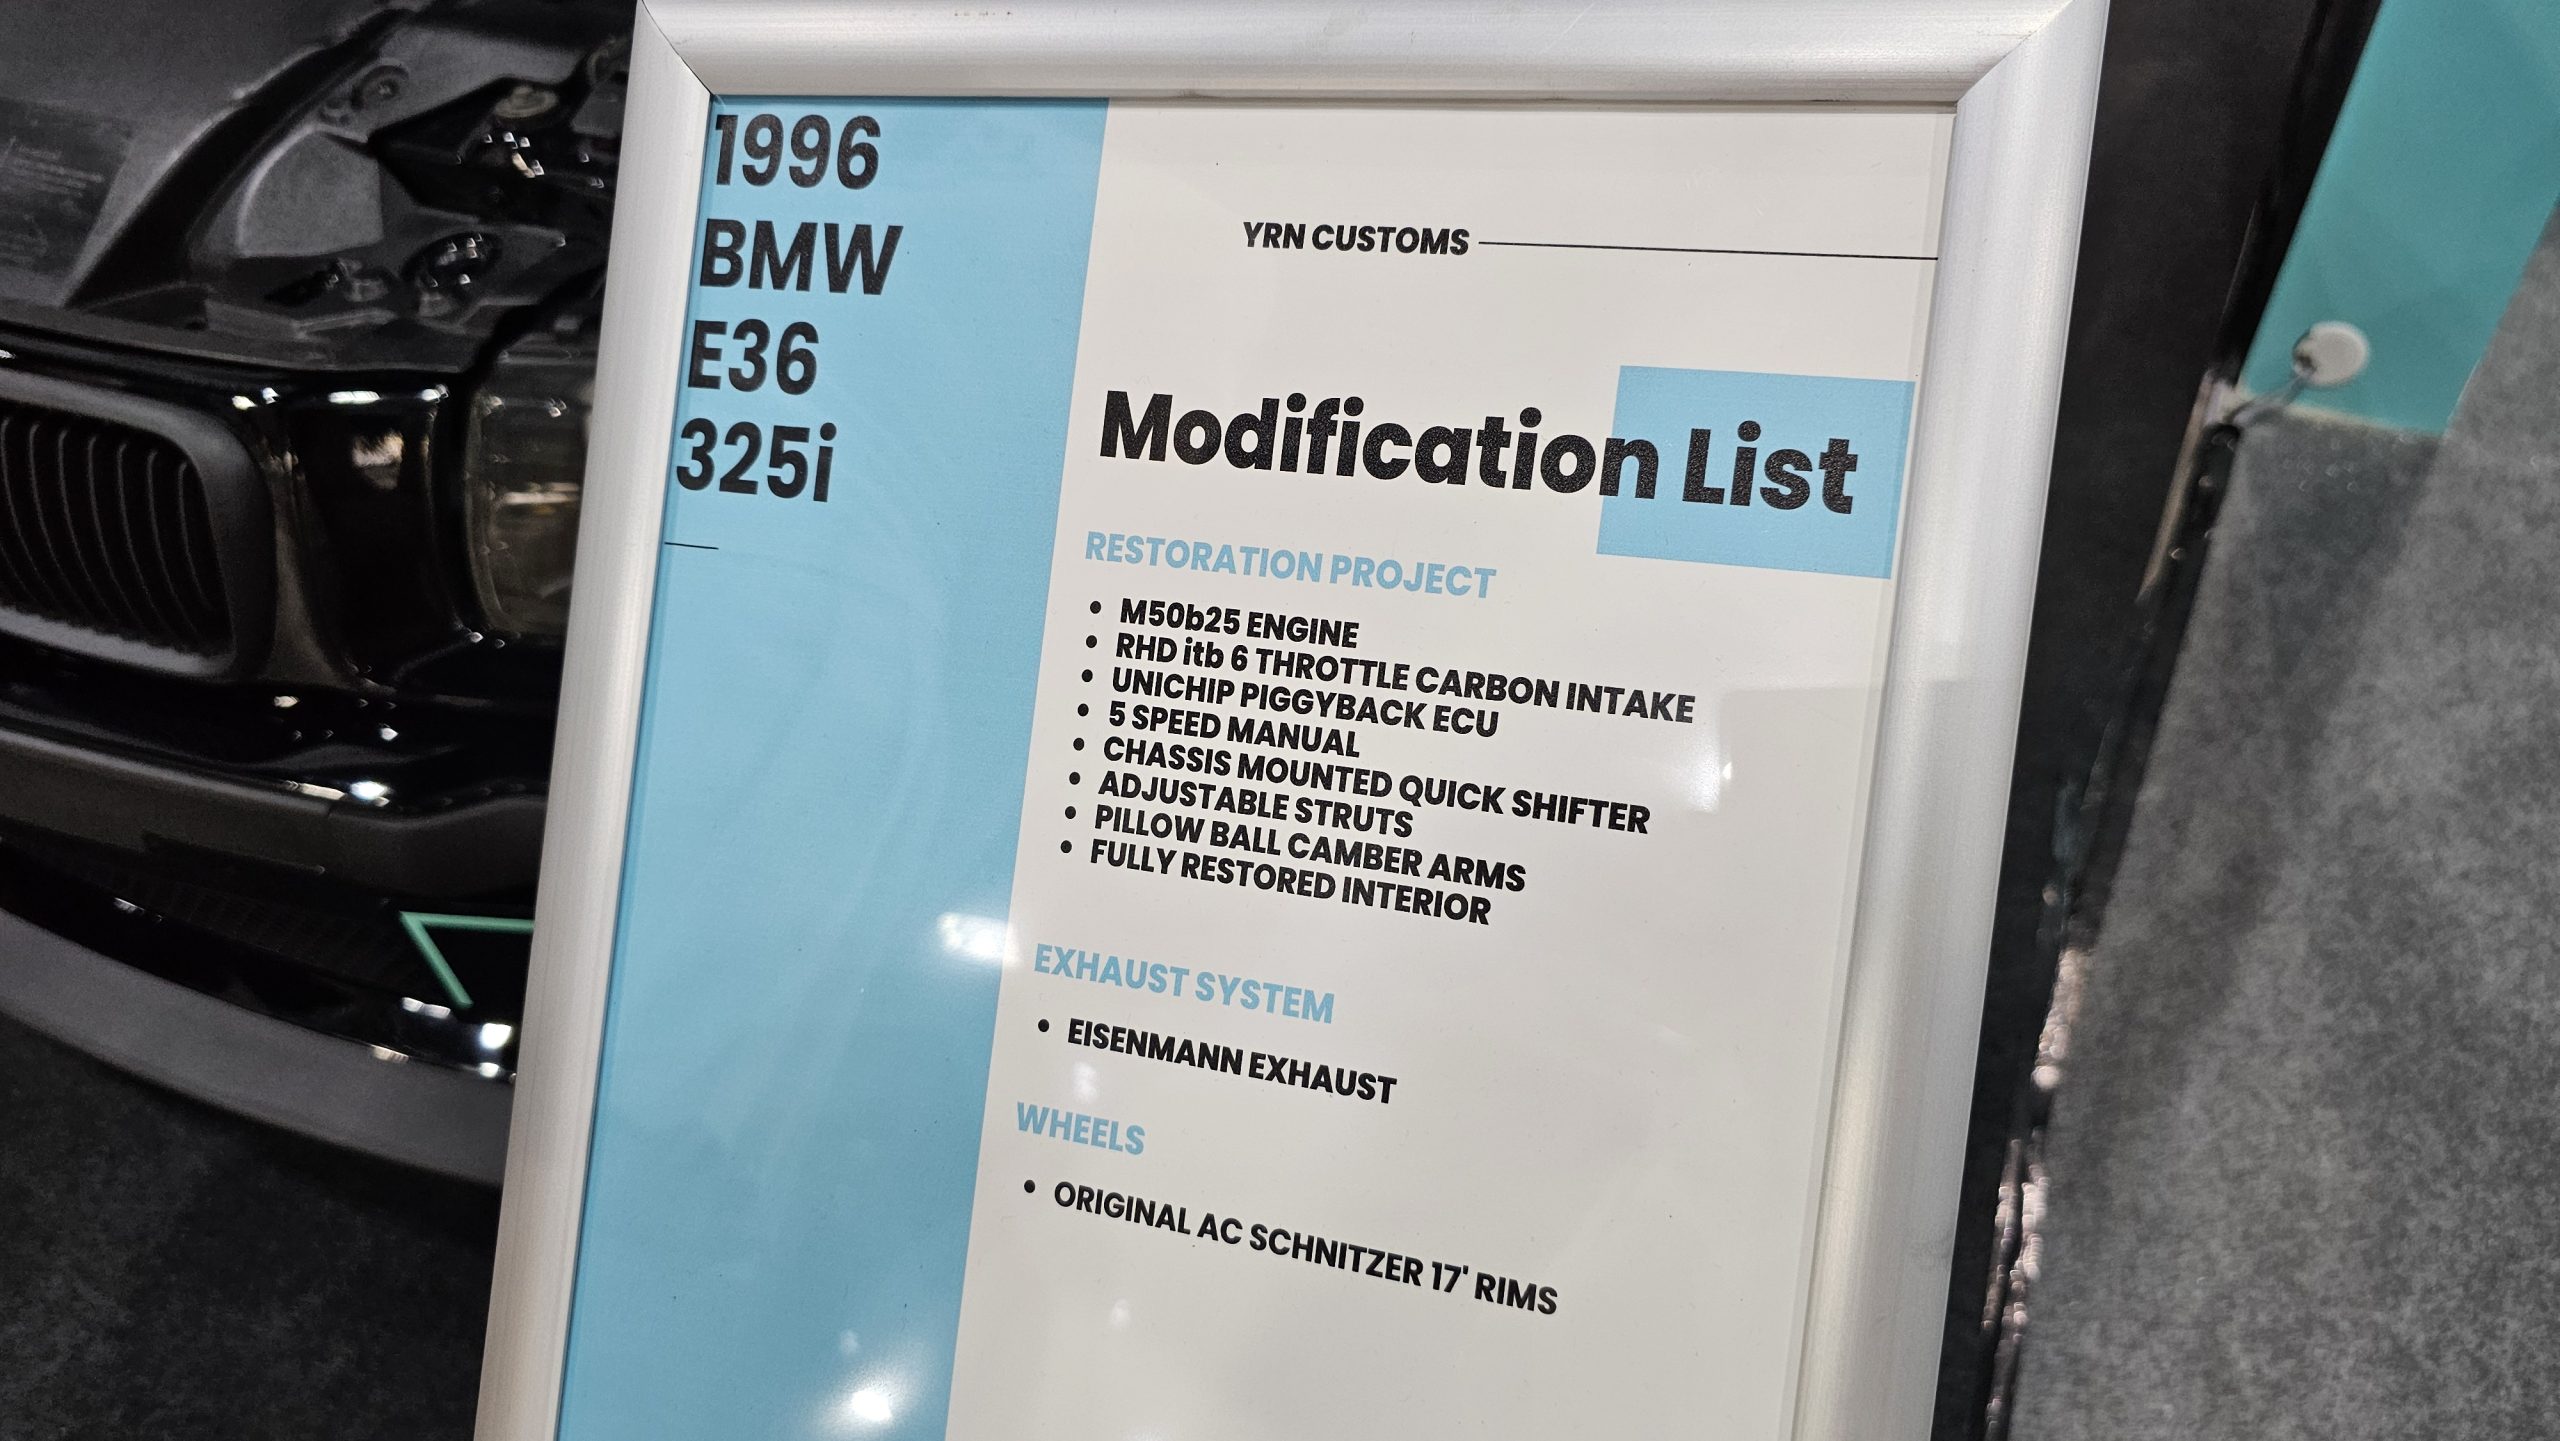 1996
BMW
E36
325i
YRN CUSTOMS
Modification List
RESTORATION PROJECT
• M50b25 ENGINE
• RHD itb 6 THROTTLE CARBON INTAKE
• UNICHIP PIGGYBACK ECU
• 5 SPEED MANUAL
• CHASSIS MOUNTED QUICK SHIFTER
• ADJUSTABLE STRUTS
• PILLOW BALL CAMBER ARMS
• FULLY RESTORED INTERIOR
EXHAUST SYSTEM
• EISENMANN EXHAUST
WHEELS
• ORIGINAL AC SCHNITZER 17' RIMS